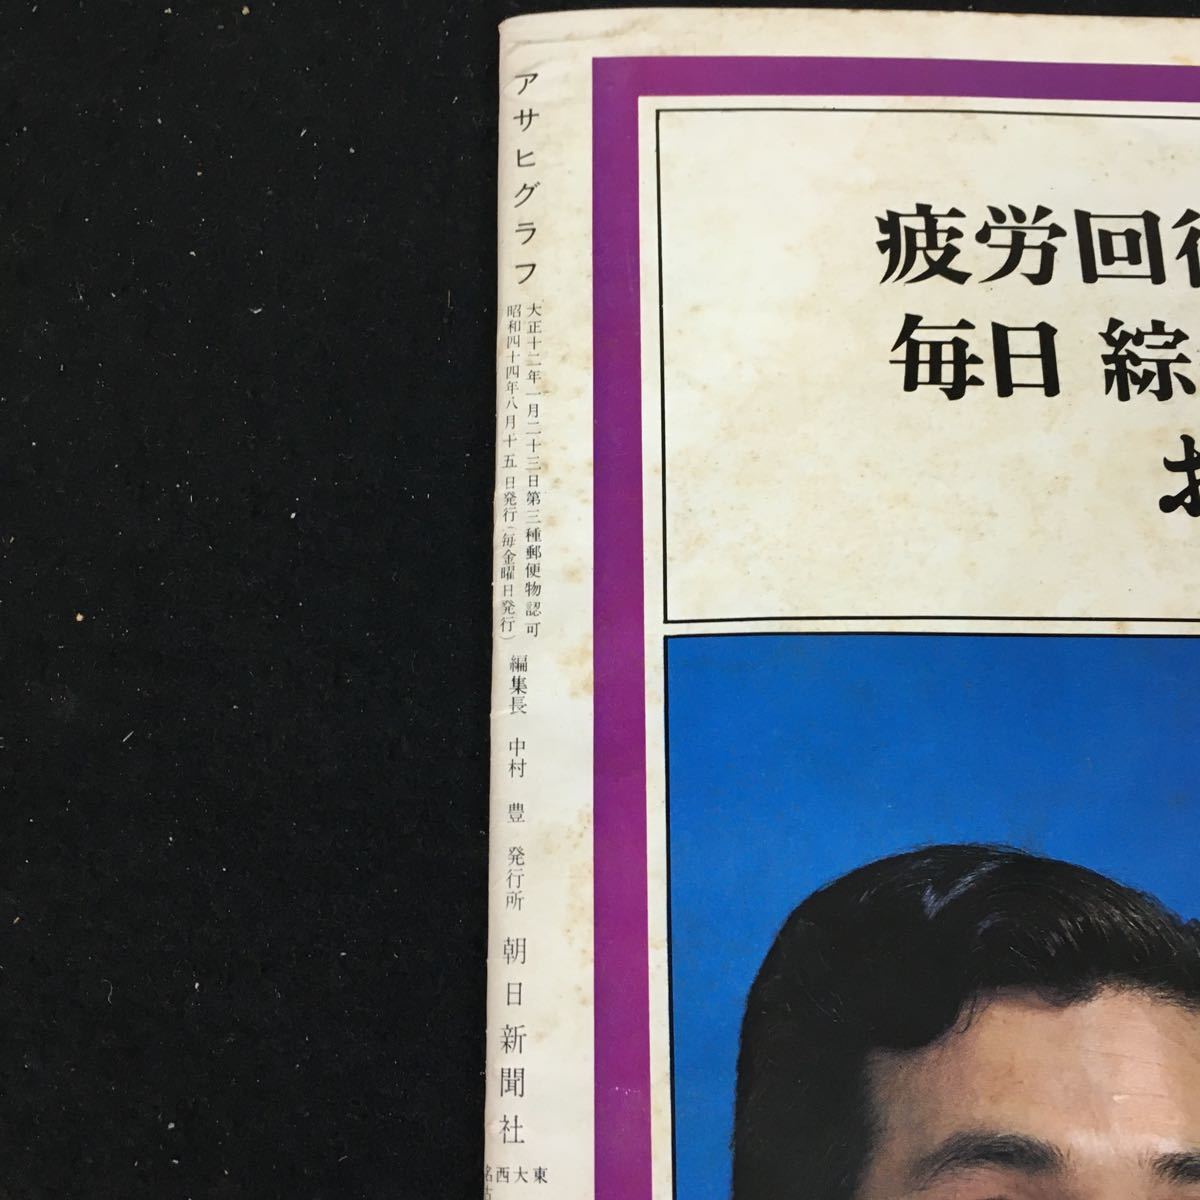 アサヒグラフ
大正十二年一月二十三日第三種郵便物認可
昭和四十四年八月十五日発行(毎金曜日発行)
編集長 中村 豊 発行所 朝日新聞社
東大西名
疲労回
毎日 綜